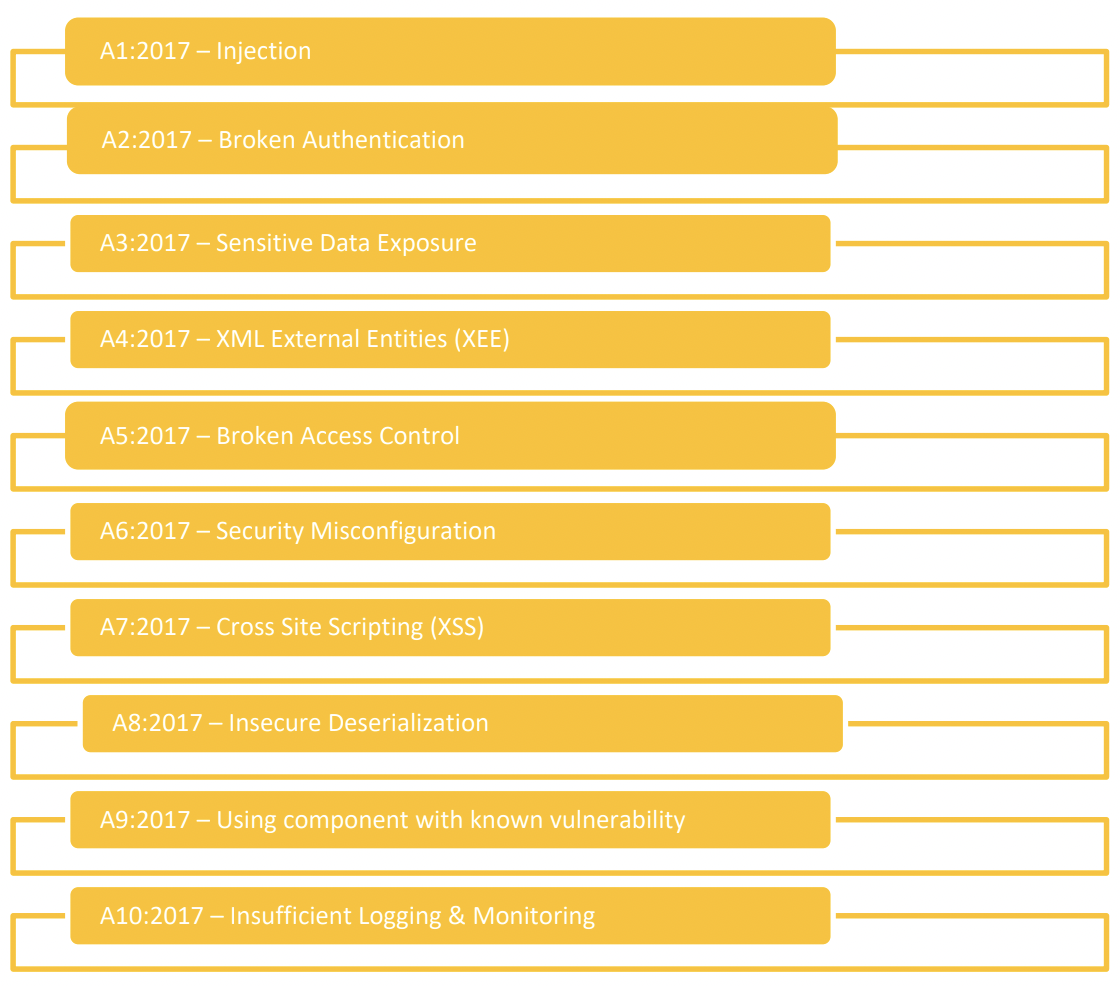 A1:2017 – Injection
A2:2017 – Broken Authentication
A3:2017 – Sensitive Data Exposure
A4:2017 – XML External Entities (XEE)
A5:2017 – Broken Access Control
A6:2017 – Security Misconfiguration
A7:2017 – Cross Site Scripting (XSS)
A8:2017 – Insecure Deserialization
A9:2017 – Using component with known vulnerability
A10:2017 – Insufficient Logging & Monitoring